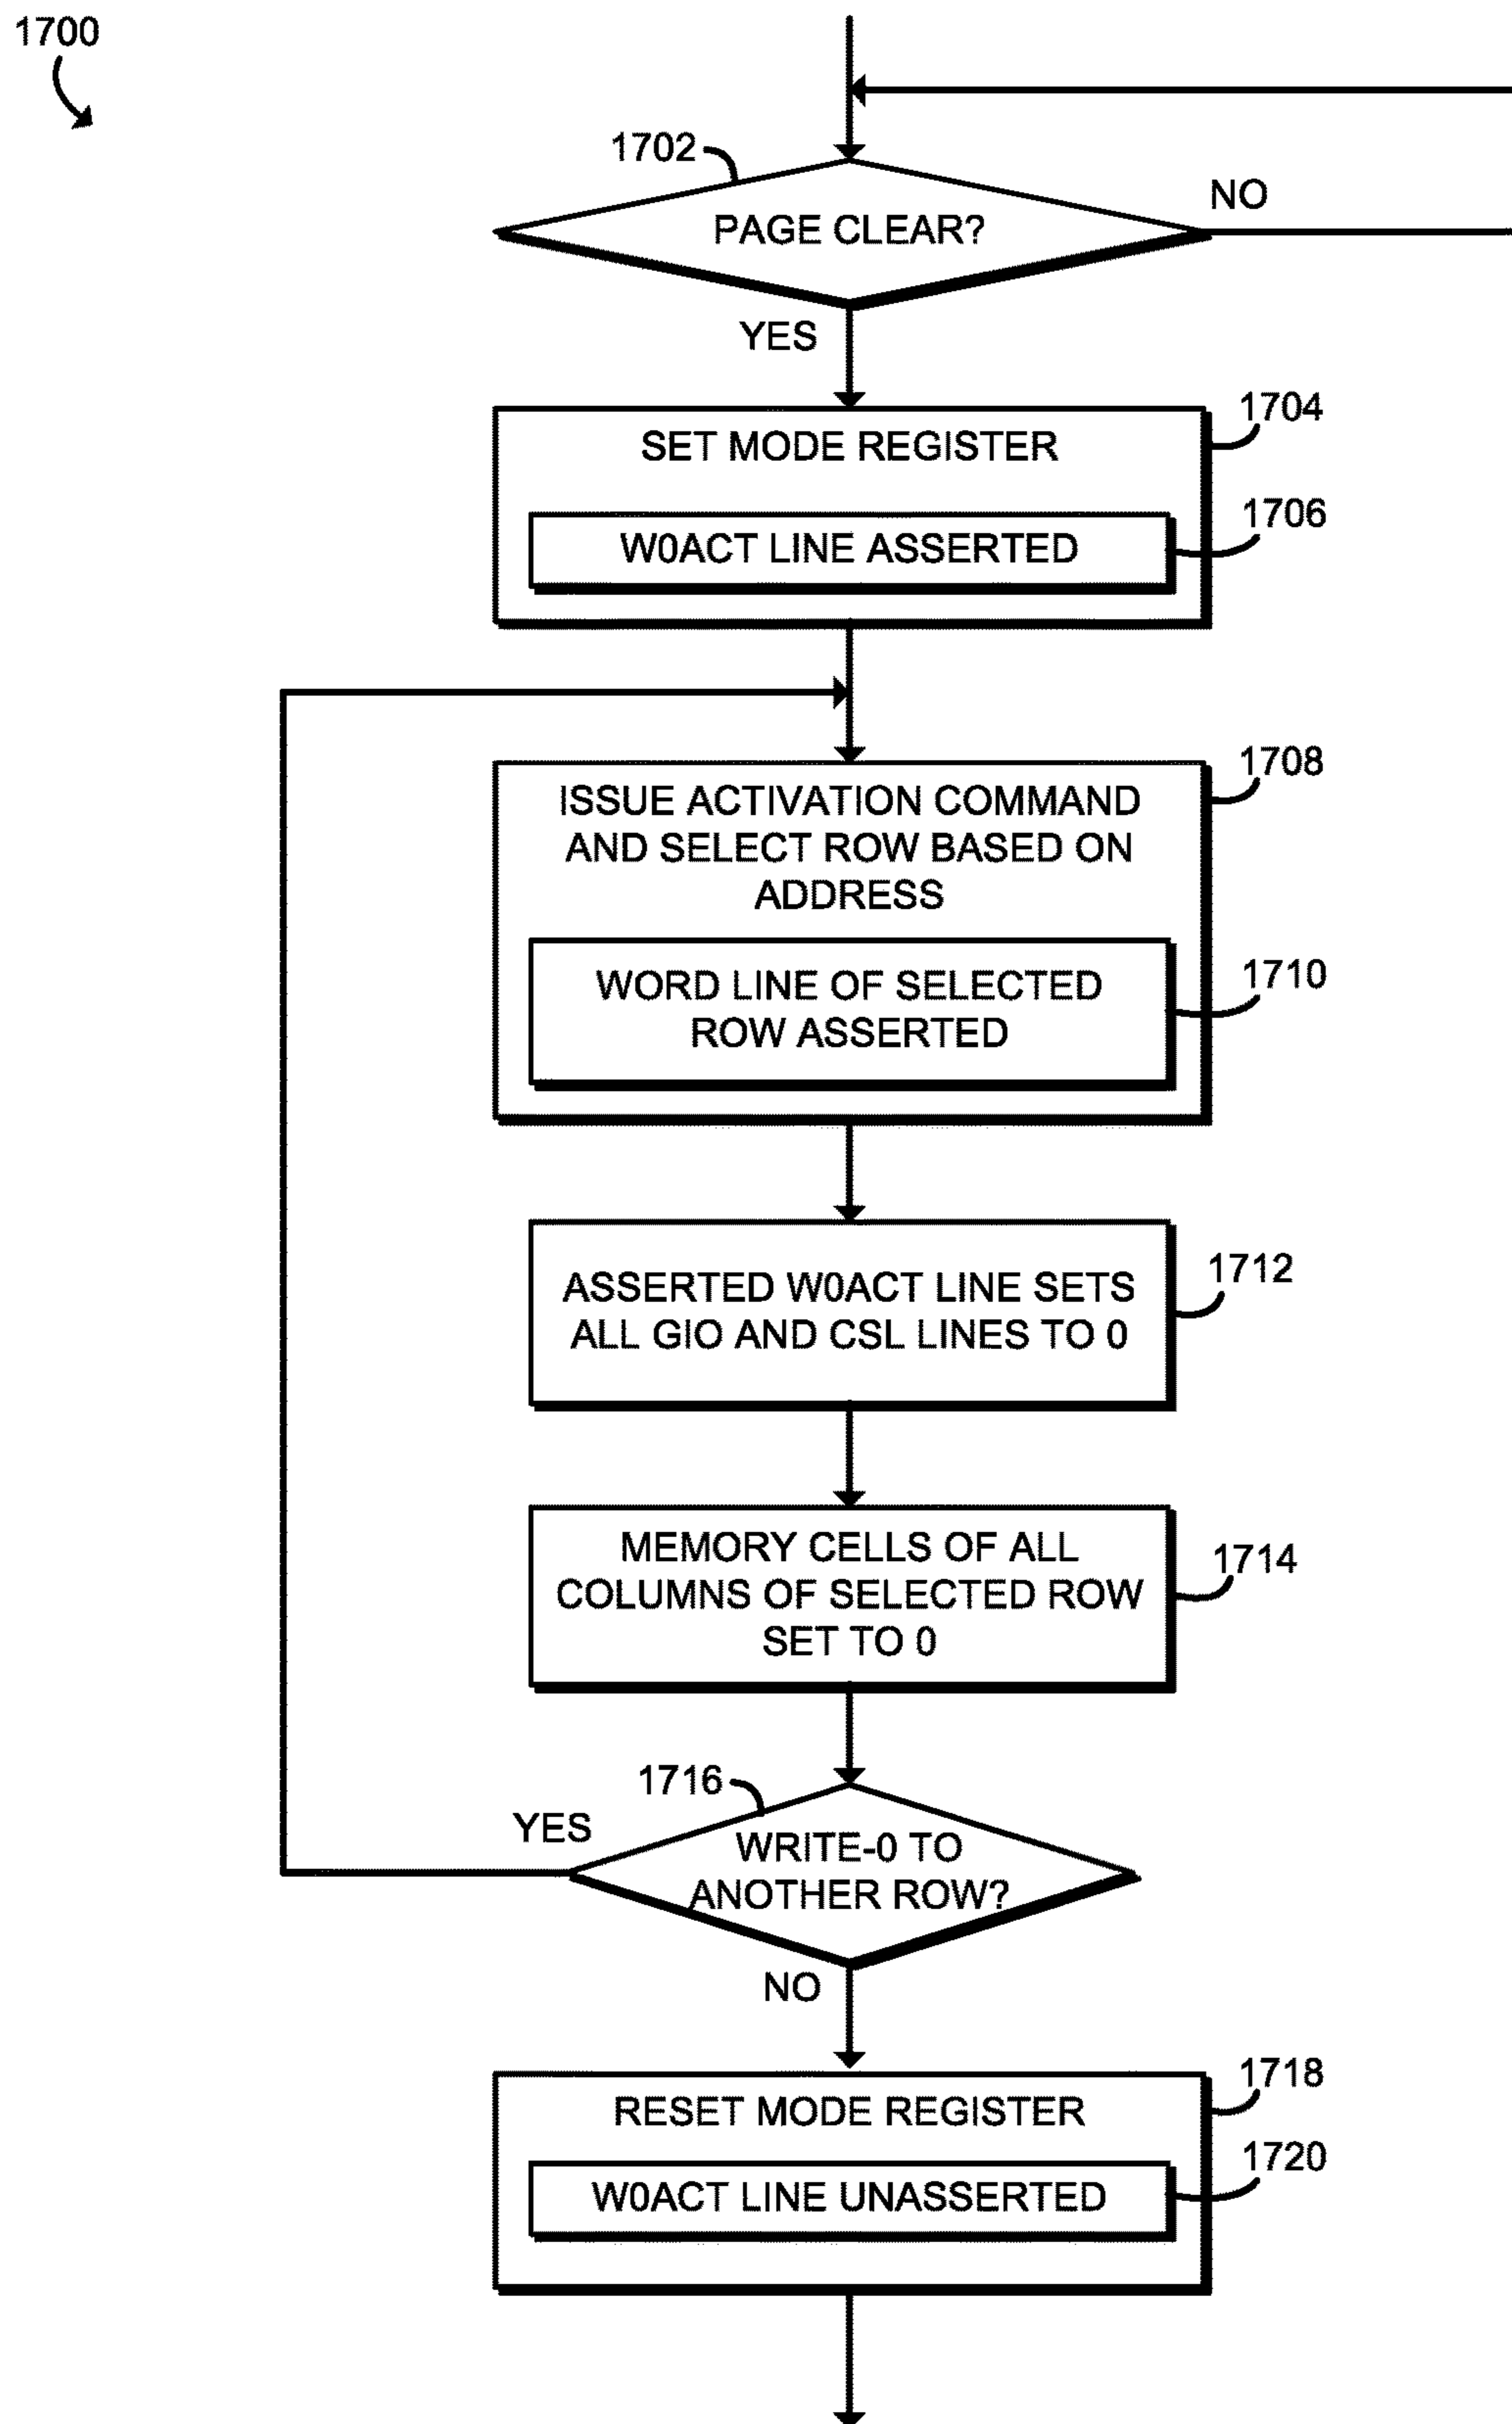 1700
1702
PAGE CLEAR?
NO
YES
1704
SET MODE REGISTER
1706
W0ACT LINE ASSERTED
1708
ISSUE ACTIVATION COMMAND
AND SELECT ROW BASED ON
ADDRESS
1710
WORD LINE OF SELECTED
ROW ASSERTED
1712
ASSERTED W0ACT LINE SETS
ALL GIO AND CSL LINES TO 0
1714
MEMORY CELLS OF ALL
COLUMNS OF SELECTED ROW
SET TO 0
1716
YES
WRITE-0 TO
ANOTHER ROW?
NO
1718
RESET MODE REGISTER
1720
W0ACT LINE UNASSERTED